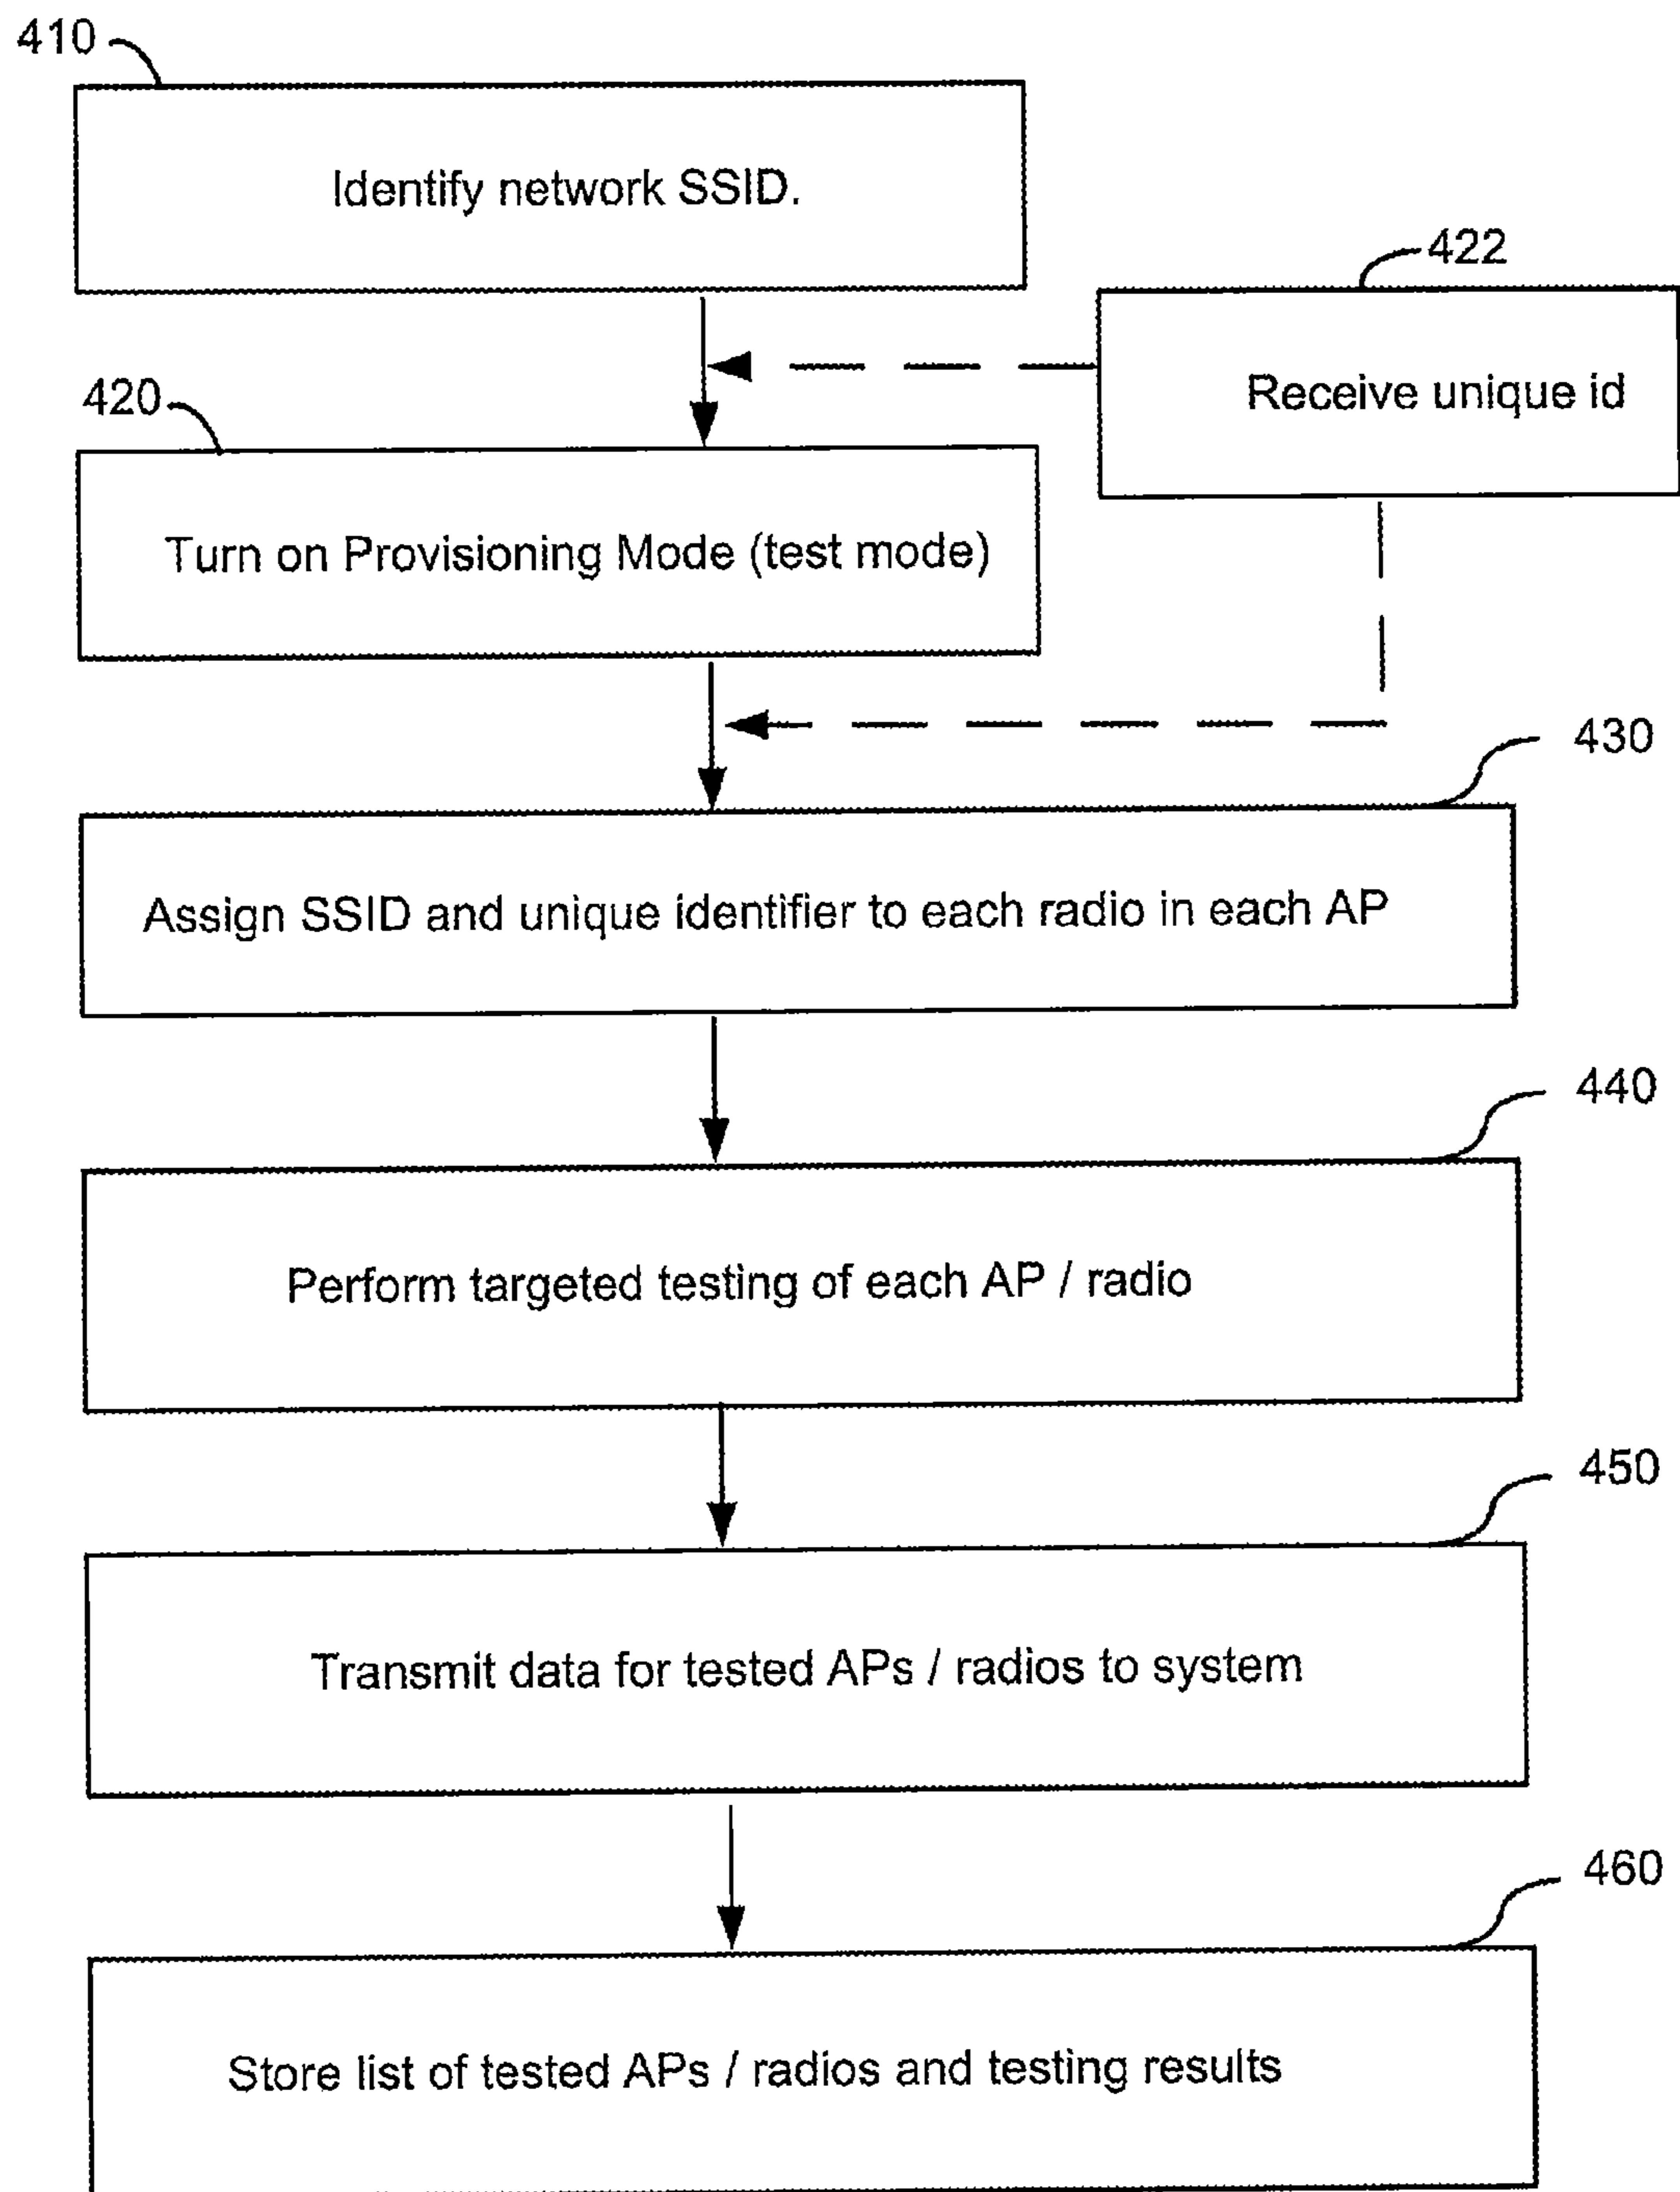 410
Identify network SSID.
422
Receive unique id
420
Turn on Provisioning Mode (test mode)
430
Assign SSID and unique identifier to each radio in each AP
440
Perform targeted testing of each AP / radio
450
Transmit data for tested APs / radios to system
460
Store list of tested APs / radios and testing results